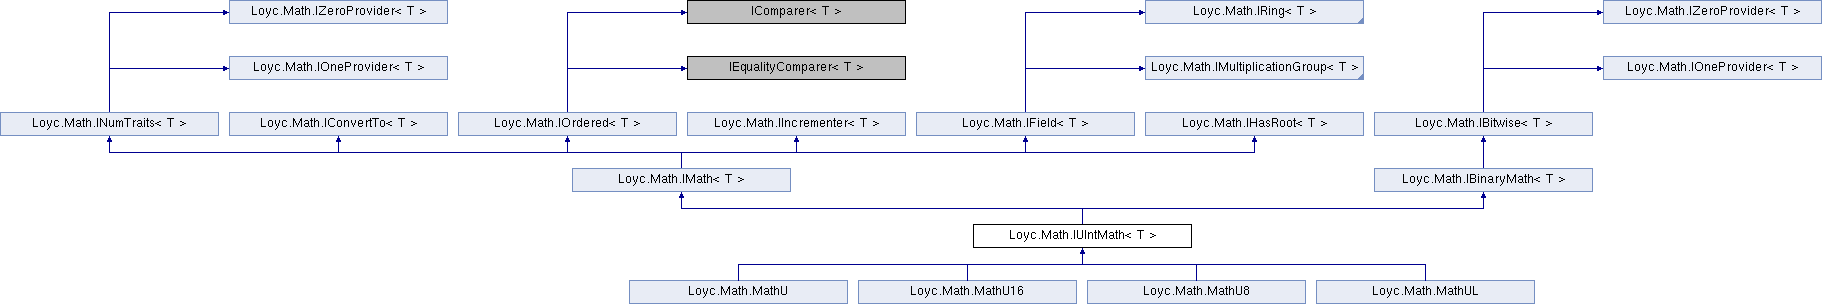 Loyc.Math.IZeroProvider< T >
IComparer< T >
Loyc.Math.IRing< T >
Loyc.Math.IZeroProvider< T >
Loyc.Math.IOneProvider< T >
IEqualityComparer< T >
Loyc.Math.IMultiplicationGroup< T >
Loyc.Math.IOneProvider< T >
Loyc.Math.INumTraits< T >
Loyc.Math.IConvertTo< T >
Loyc.Math.IOrdered< T >
Loyc.Math.IIncrementer< T >
Loyc.Math.IField< T >
Loyc.Math.IHasRoot< T >
Loyc.Math.IBitwise< T >
Loyc.Math.IMath< T >
Loyc.Math.IBinaryMath< T >
Loyc.Math.IUIntMath< T >
Loyc.Math.MathU
Loyc.Math.MathU16
Loyc.Math.MathU8
Loyc.Math.MathUL